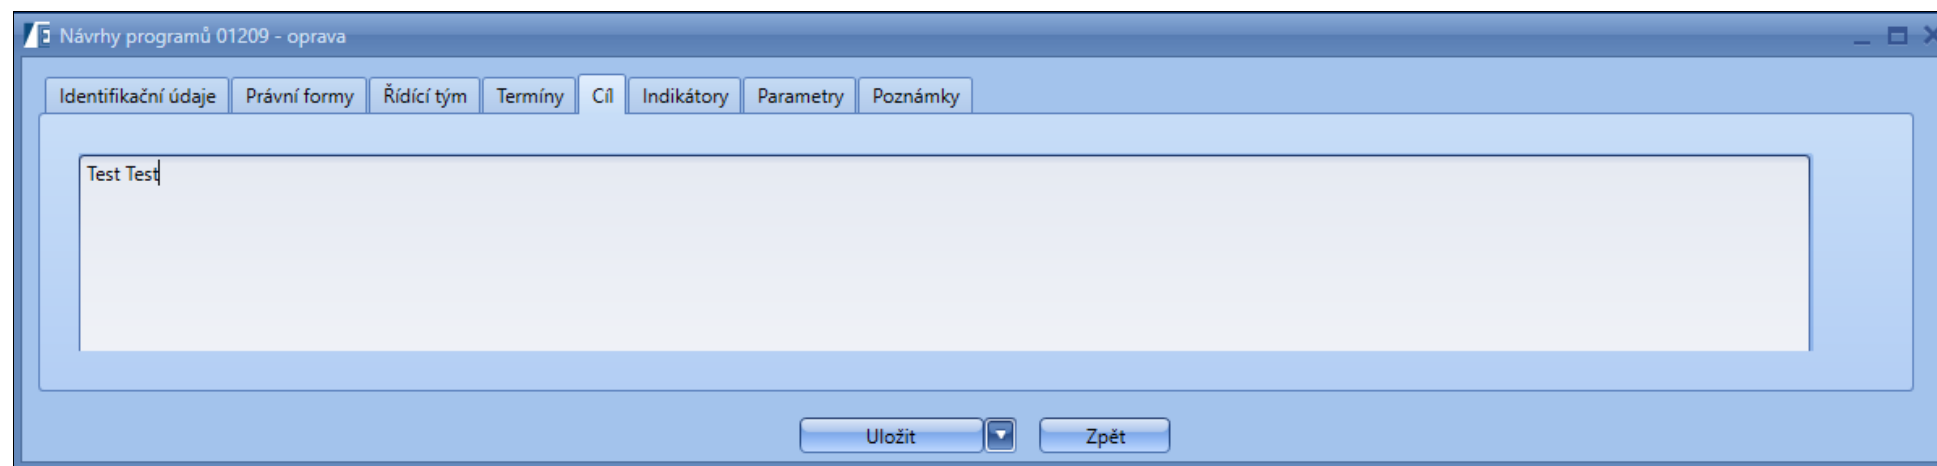 Návrhy programů 01209 - oprava
Identifikační údaje Právní formy Řídící tým Termíny Cíl Indikátory Parametry Poznámky
Test Test
Uložit Zpět